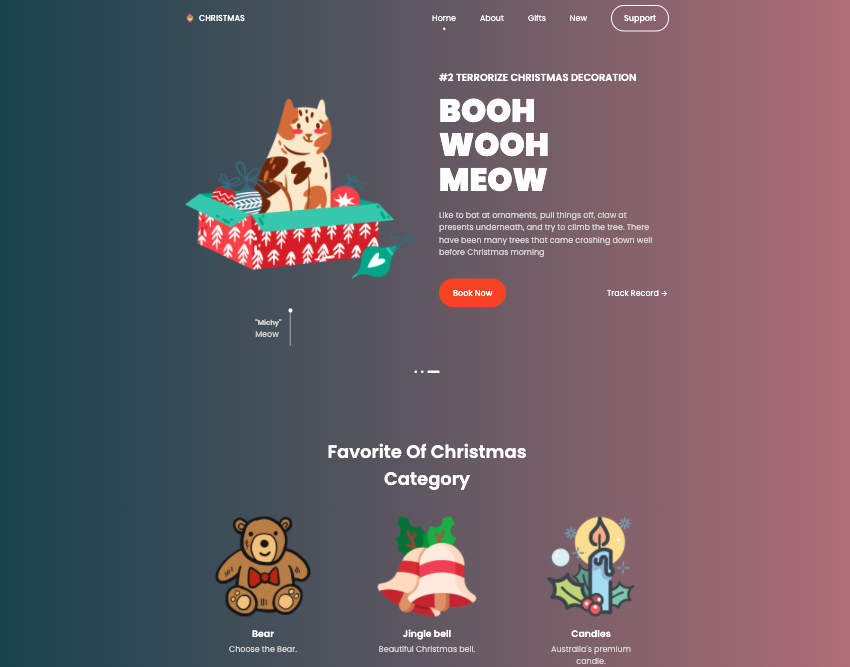 CHRISTMAS
Home
About
Gifts
New
Support
#2 TERRORIZE CHRISTMAS DECORATION
BOOH
WOOH
MEOW
Like to bat at ornaments, pull things off, claw at
presents underneath, and try to climb the tree. There
have been many trees that came crashing down well
before Christmas morning
Book Now
Track Record →
"Michy"
Meow
Favorite Of Christmas
Category
Bear
Choose the Bear.
Jingle bell
Beautiful Christmas bell.
Candles
Australia's premium
candle.